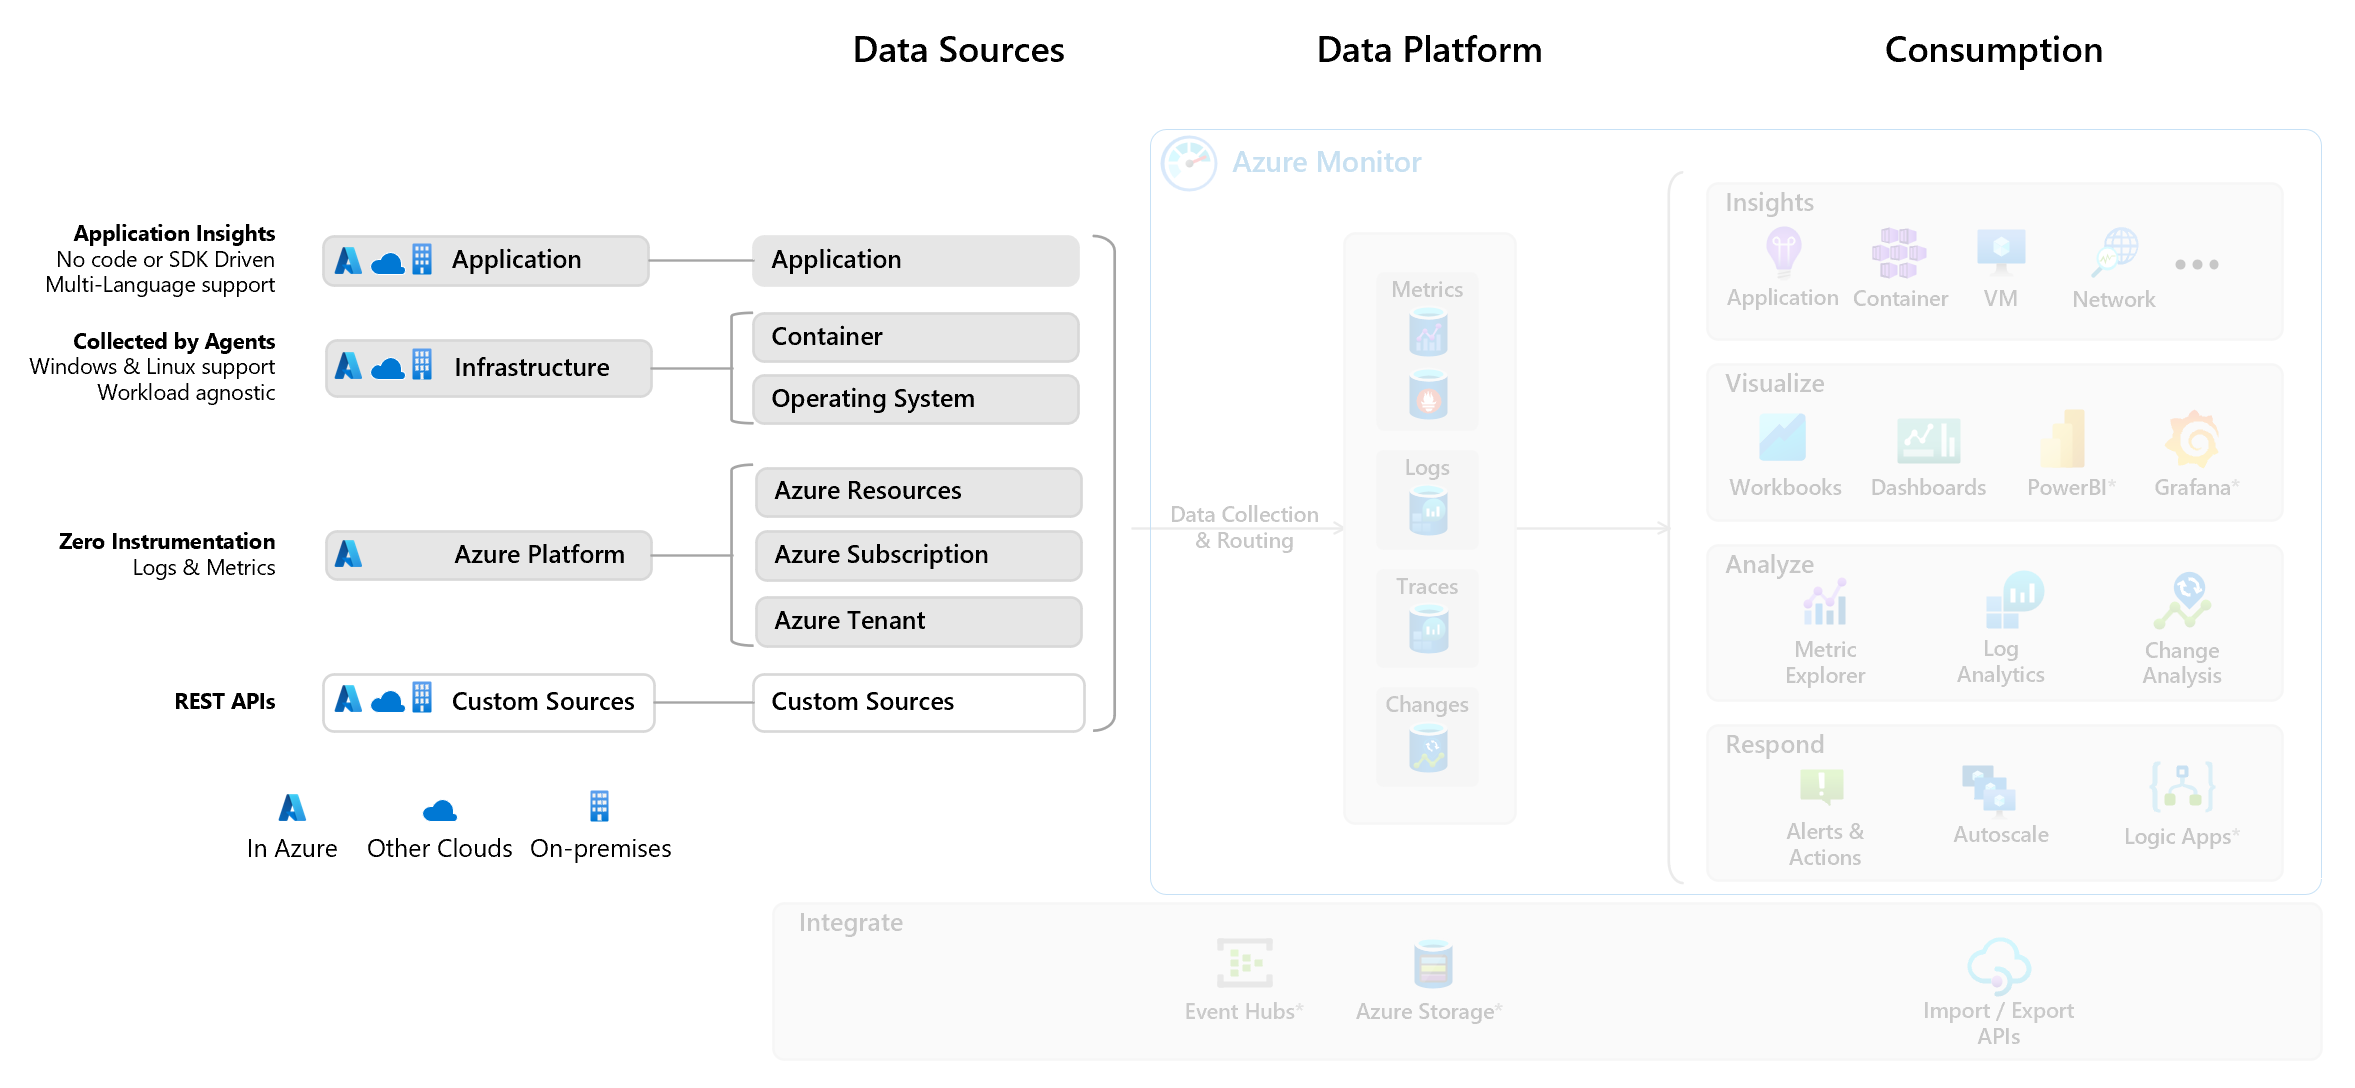 Data Sources
Data Platform
Consumption
Application Insights
No code or SDK Driven
Multi-Language support
Application
Application
Collected by Agents
Windows & Linux support
Workload agnostic
Infrastructure
Container
Operating System
Zero Instrumentation
Logs & Metrics
Azure Platform
Azure Resources
Azure Subscription
Azure Tenant
REST APIs
Custom Sources
Custom Sources
In Azure
Other Clouds
On-premises
Azure Monitor
Data Collection
& Routing
Metrics
Logs
Traces
Changes
Insights
Application
Container
VM
Network
Visualize
Workbooks
Dashboards
PowerBI*
Grafana*
Analyze
Metric
Explorer
Log
Analytics
Change
Analysis
Respond
Alerts &
Actions
Autoscale
Logic Apps*
Integrate
Event Hubs*
Azure Storage*
Import / Export
APIs